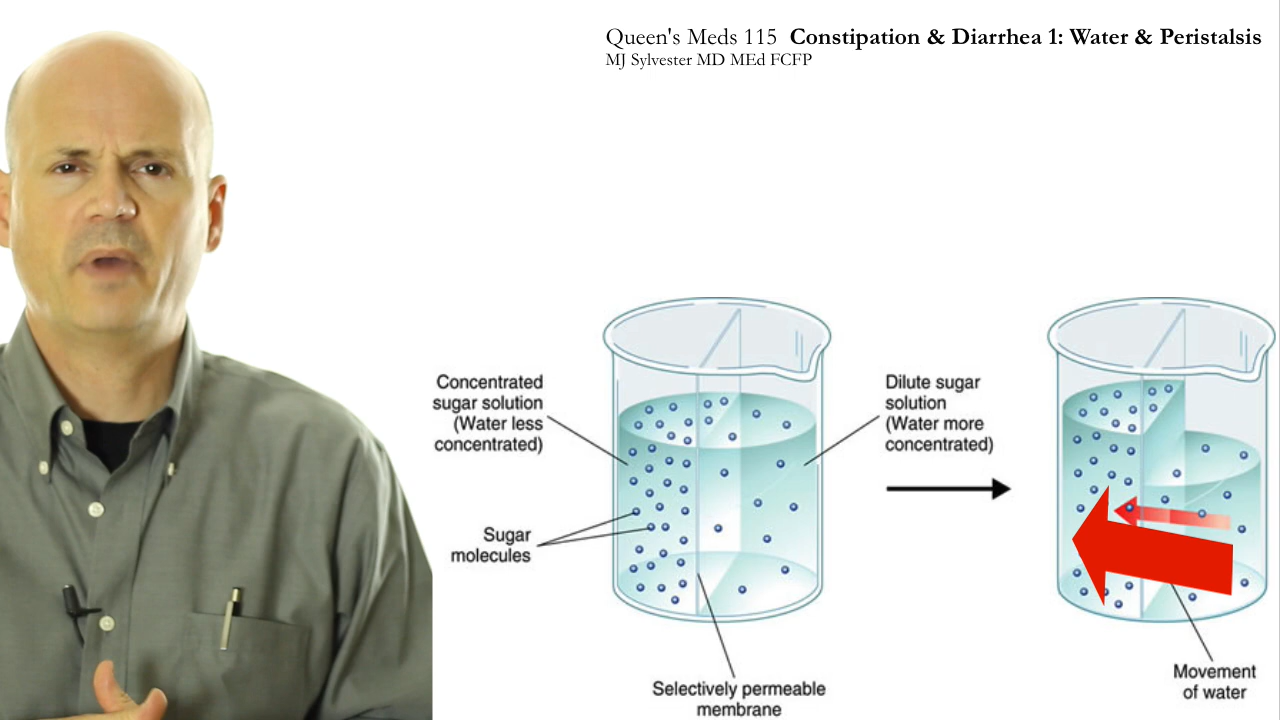 Queen's Meds 115 Constipation & Diarrhea 1: Water & Peristalsis
MJ Sylvester MD MEd FCFP
Concentrated
sugar solution
(Water less
concentrated)
Dilute sugar
solution
(Water more
concentrated)
Sugar
molecules
Selectively permeable
membrane
Movement
of water